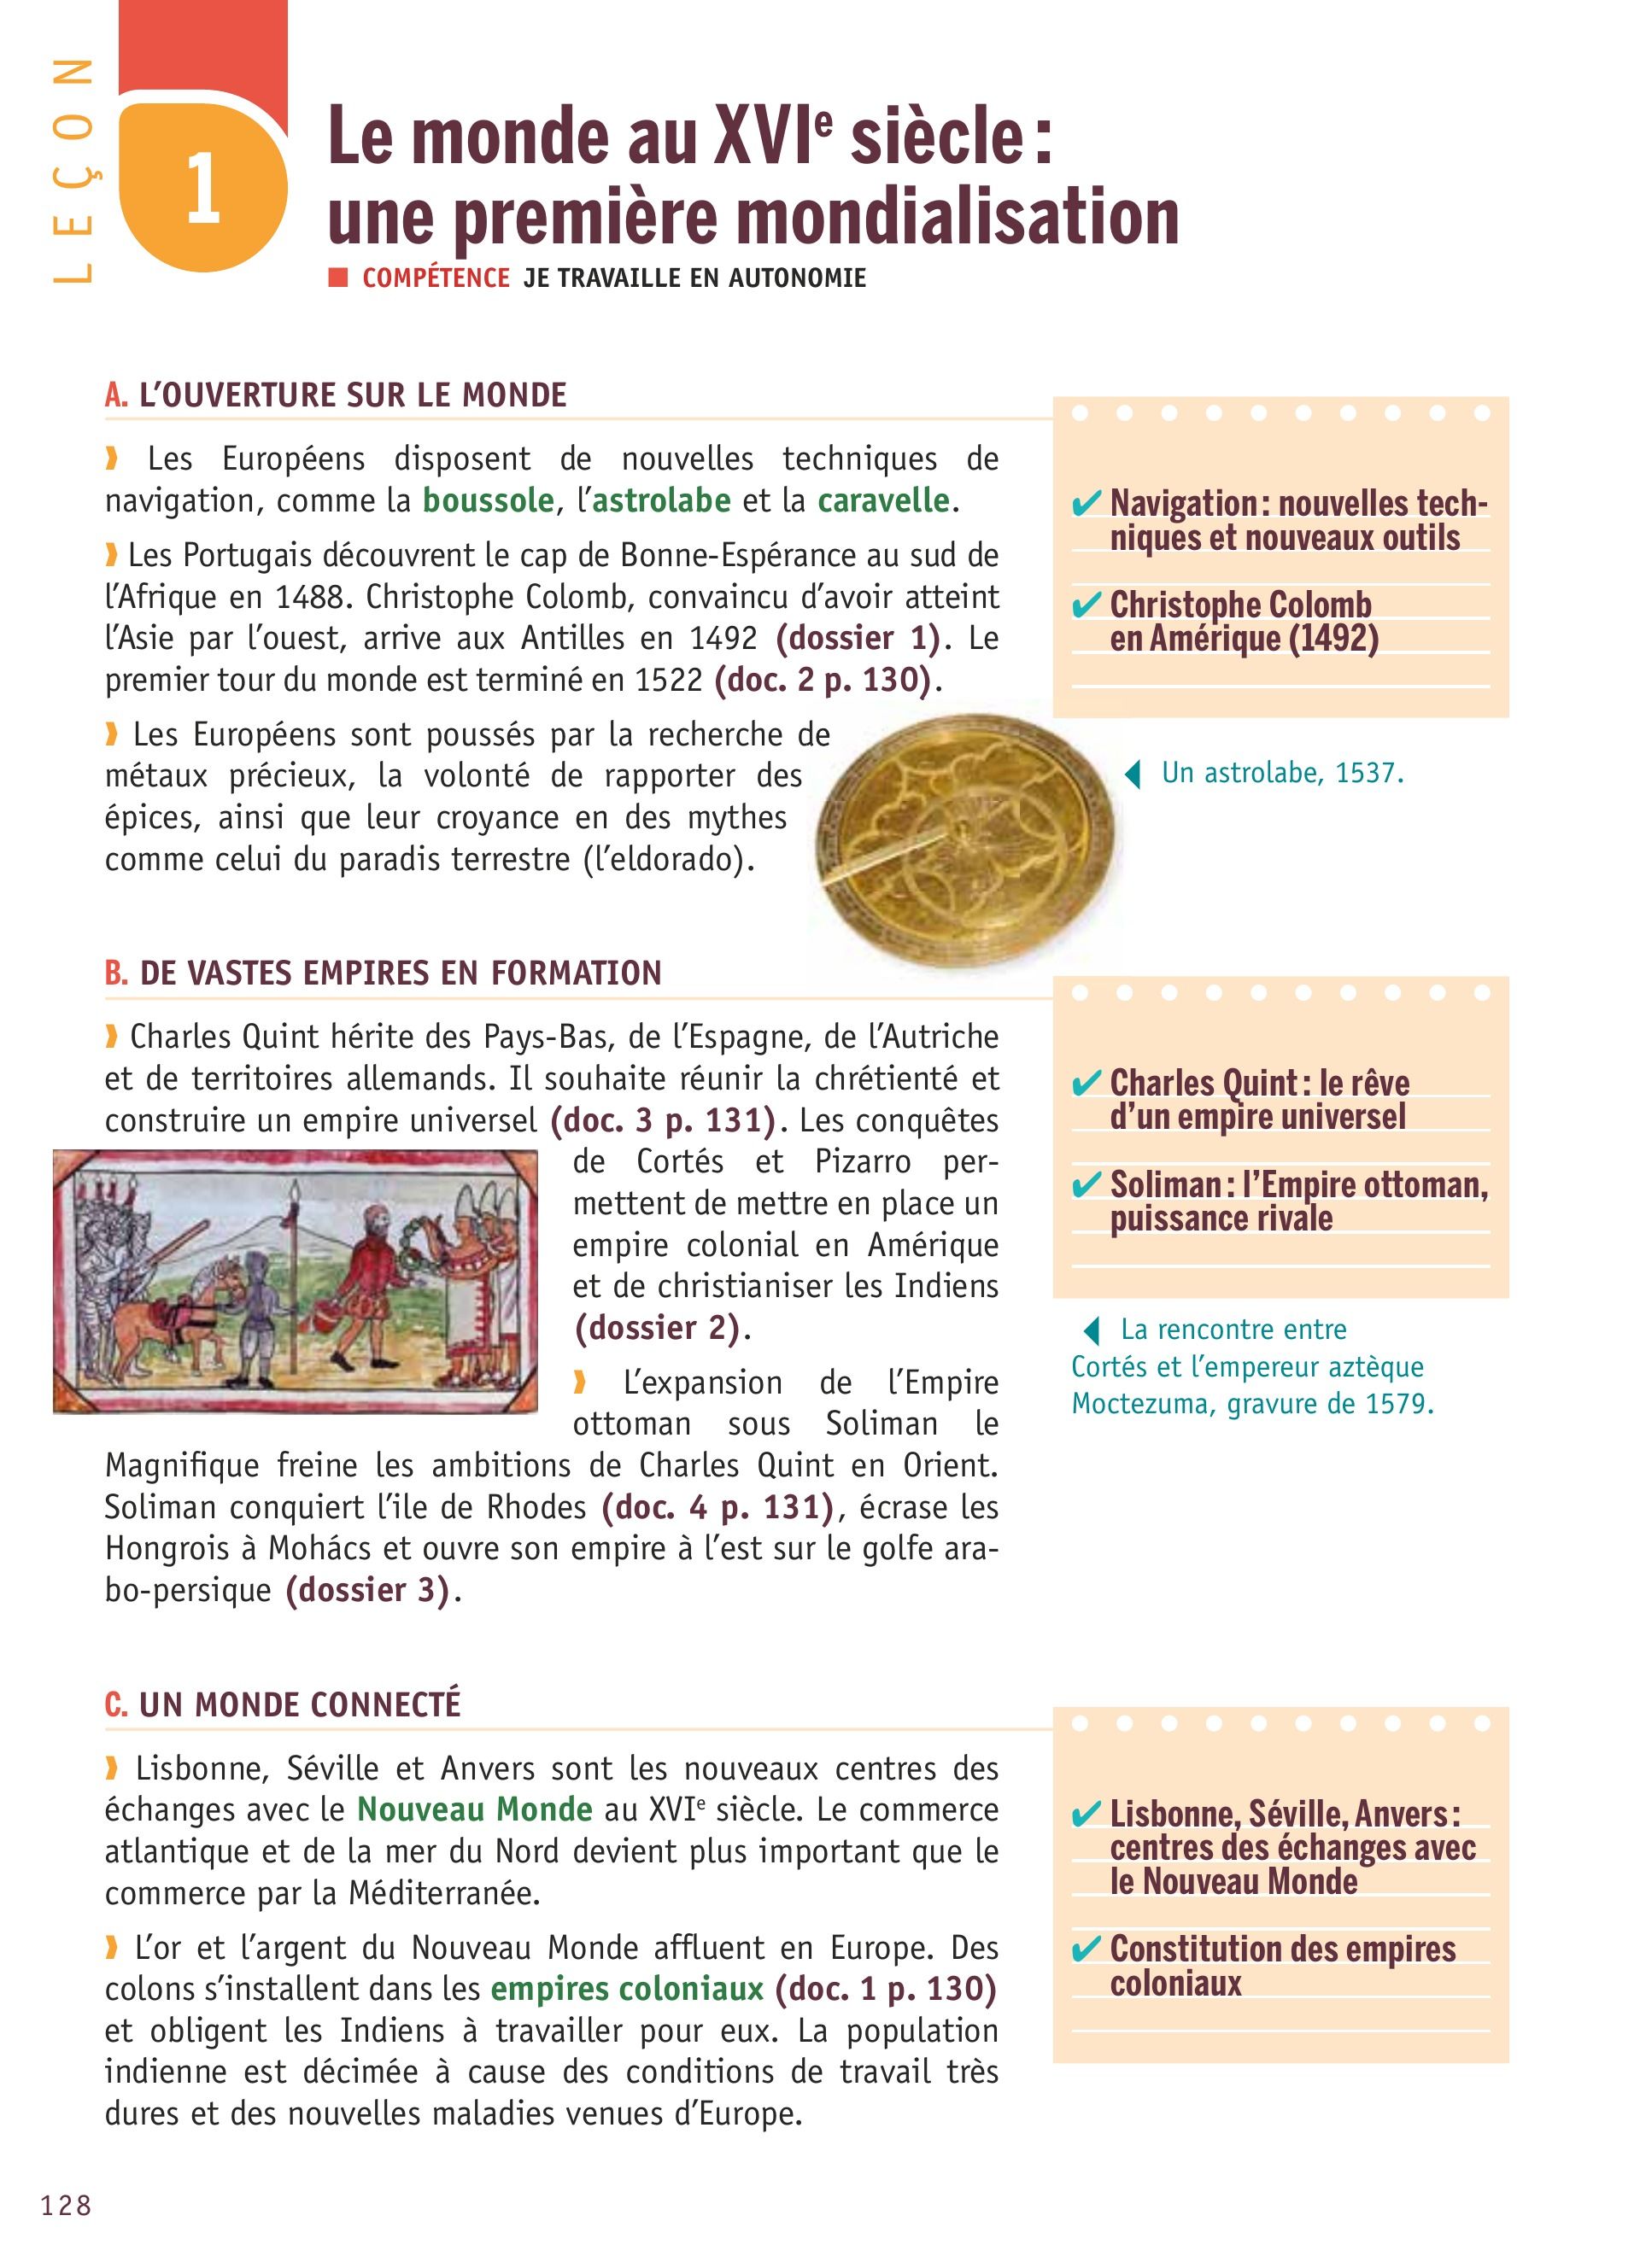 LEÇON
1
Le monde au XVIe siècle :
une première mondialisation
COMPÉTENCE JE TRAVAILLE EN AUTONOMIE
A. L’OUVERTURE SUR LE MONDE
Les Européens disposent de nouvelles techniques de
navigation, comme la boussole, l’astrolabe et la caravelle.
Les Portugais découvrent le cap de Bonne-Espérance au sud de
l’Afrique en 1488. Christophe Colomb, convaincu d’avoir atteint
l’Asie par l’ouest, arrive aux Antilles en 1492 (dossier 1). Le
premier tour du monde est terminé en 1522 (doc. 2 p. 130).
Les Européens sont poussés par la recherche de
métaux précieux, la volonté de rapporter des
épices, ainsi que leur croyance en des mythes
comme celui du paradis terrestre (l’eldorado).
✔ Navigation : nouvelles tech-
niques et nouveaux outils
✔ Christophe Colomb
en Amérique (1492)
Un astrolabe, 1537.
B. DE VASTES EMPIRES EN FORMATION
Charles Quint hérite des Pays-Bas, de l’Espagne, de l’Autriche
et de territoires allemands. Il souhaite réunir la chrétienté et
construire un empire universel (doc. 3 p. 131). Les conquêtes
de Cortés et Pizarro per-
mettent de mettre en place un
empire colonial en Amérique
et de christianiser les Indiens
(dossier 2).
L’expansion de l’Empire
ottoman sous Soliman le
Magnifique freine les ambitions de Charles Quint en Orient.
Soliman conquiert l’ile de Rhodes (doc. 4 p. 131), écrase les
Hongrois à Mohács et ouvre son empire à l’est sur le golfe ara-
bo-persique (dossier 3).
✔ Charles Quint : le rêve
d’un empire universel
✔ Soliman : l’Empire ottoman,
puissance rivale
La rencontre entre
Cortés et l’empereur aztèque
Moctezuma, gravure de 1579.
C. UN MONDE CONNECTÉ
Lisbonne, Séville et Anvers sont les nouveaux centres des
échanges avec le Nouveau Monde au XVIe siècle. Le commerce
atlantique et de la mer du Nord devient plus important que le
commerce par la Méditerranée.
L’or et l’argent du Nouveau Monde affluent en Europe. Des
colons s’installent dans les empires coloniaux (doc. 1 p. 130)
et obligent les Indiens à travailler pour eux. La population
indienne est décimée à cause des conditions de travail très
dures et des nouvelles maladies venues d’Europe.
✔ Lisbonne, Séville, Anvers :
centres des échanges avec
le Nouveau Monde
✔ Constitution des empires
coloniaux
128